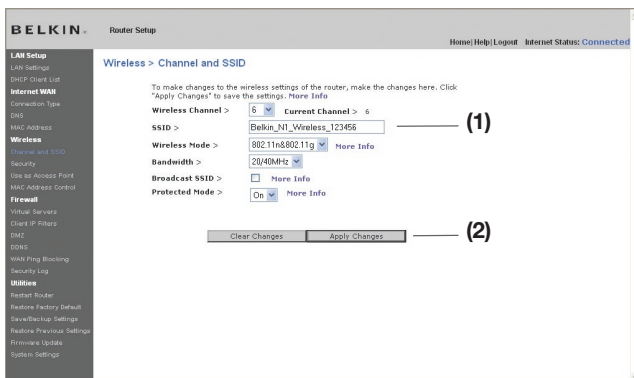 BELKIN. Router Setup
Home|Help|Logout Internet Status: Connected
LAN Setup
LAN Settings
DHCP Client List
Internet WAN
Connection Type
DNS
MAC Address
Wireless
Channel and SSID
Security
Use as Access Point
MAC Address Control
Firewall
Virtual Servers
Client IP Filters
DMZ
DDNS
WAN Ping Blocking
Security Log
Utilities
Restart Router
Restore Factory Default
Save/Backup Settings
Restore Previous Settings
Firmware Update
System Settings
Wireless > Channel and SSID
To make changes to the wireless settings of the router, make the changes here. Click
"Apply Changes" to save the settings. More Info
Wireless Channel > 6 Current Channel > 6
SSID > Belkin_N1_Wireless_123456 (1)
Wireless Mode > 802.11n&802.11g More Info
Bandwidth > 20/40MHz
Broadcast SSID > More Info
Protected Mode > On More Info
Clear Changes Apply Changes (2)